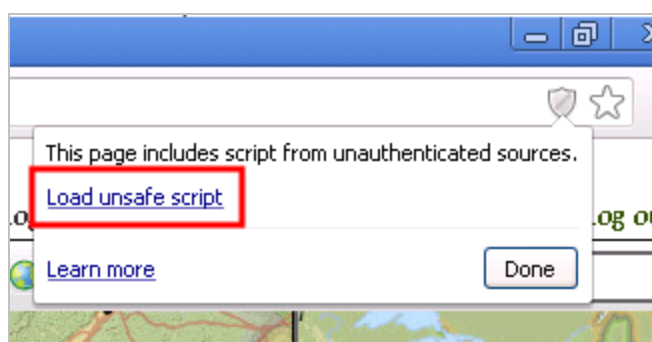 This page includes script from unauthenticated sources.
Load unsafe script
og ou
Learn more
Done